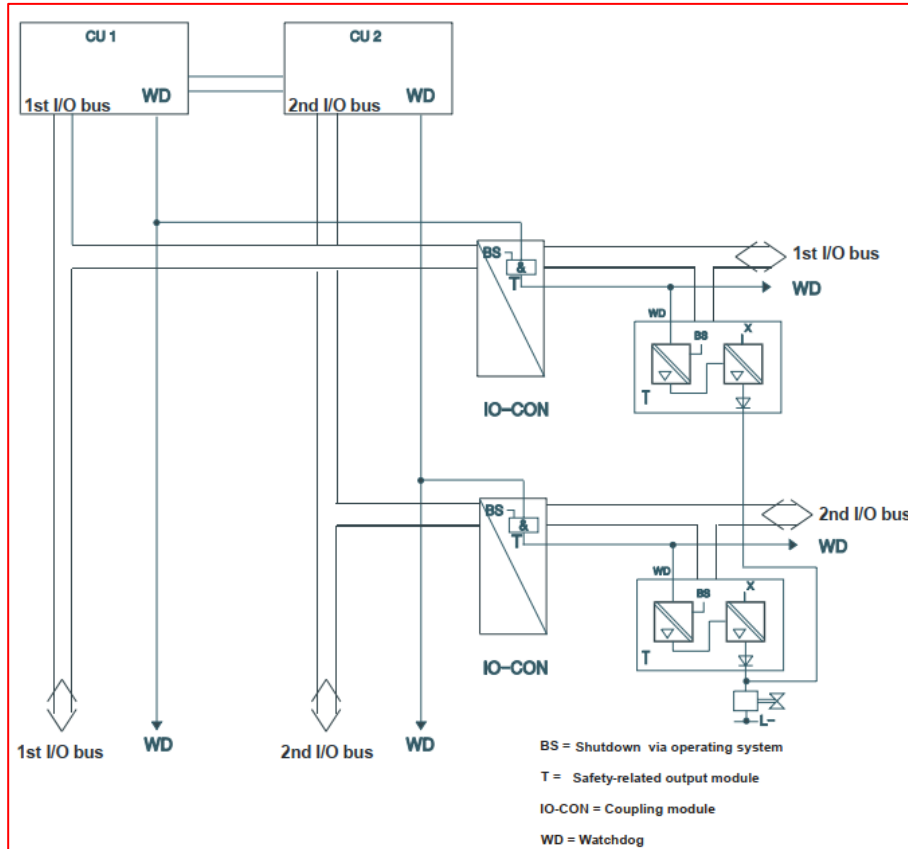 CU 1
CU 2
1st I/O bus
WD
2nd I/O bus
WD
BS
&
T
1st I/O bus
WD
WD
BS
X
T
IO-CON
BS
&
T
2nd I/O bus
WD
WD
BS
X
T
IO-CON
L-
1st I/O bus
WD
2nd I/O bus
WD
BS = Shutdown via operating system
T = Safety-related output module
IO-CON = Coupling module
WD = Watchdog